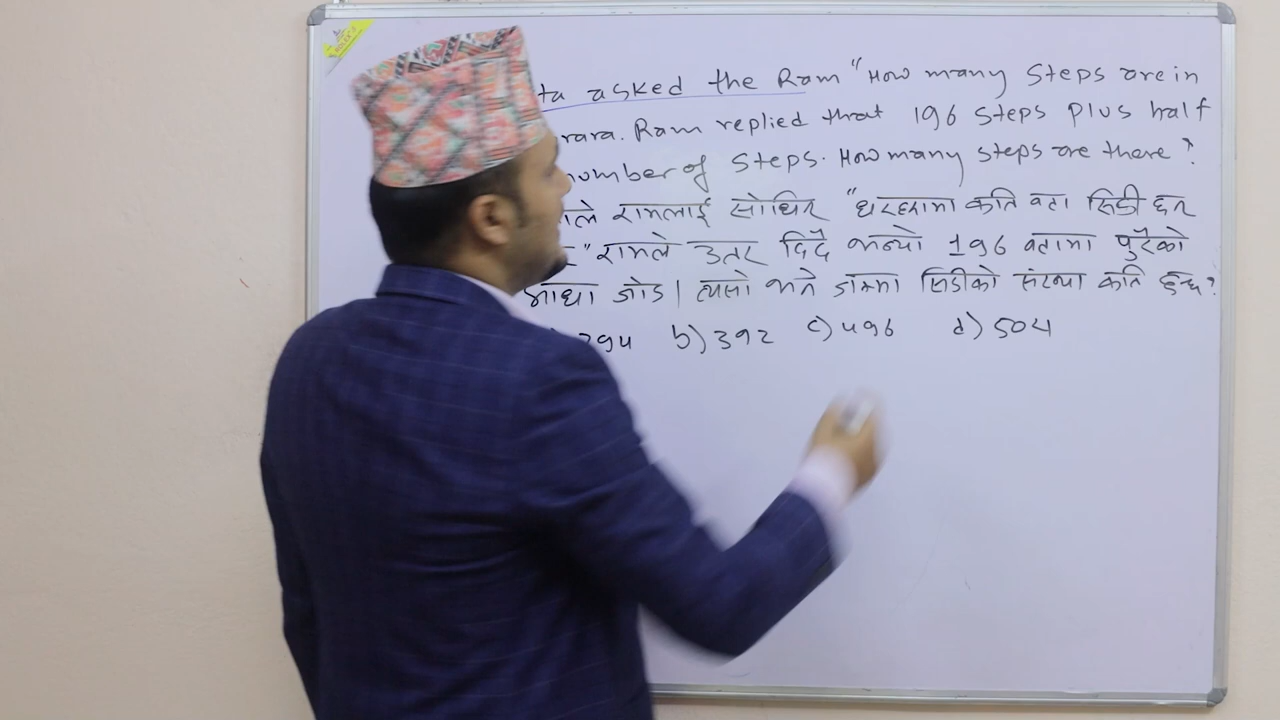 ta asked the Ram "How many steps are in
rara. Ram replied that 196 steps plus half
number of steps. How many steps are there?
ाले रामलाई सोधिन् "धरहरामा कति वटा सिडी छन्
" रामले उत्तर दिदै भन्यो 196 वटामा पुरैको
आधा जोड। त्यसो भने जम्मा सिडीको संख्या कति हुन्छ?
294 b) 392 c) 496 d) 504